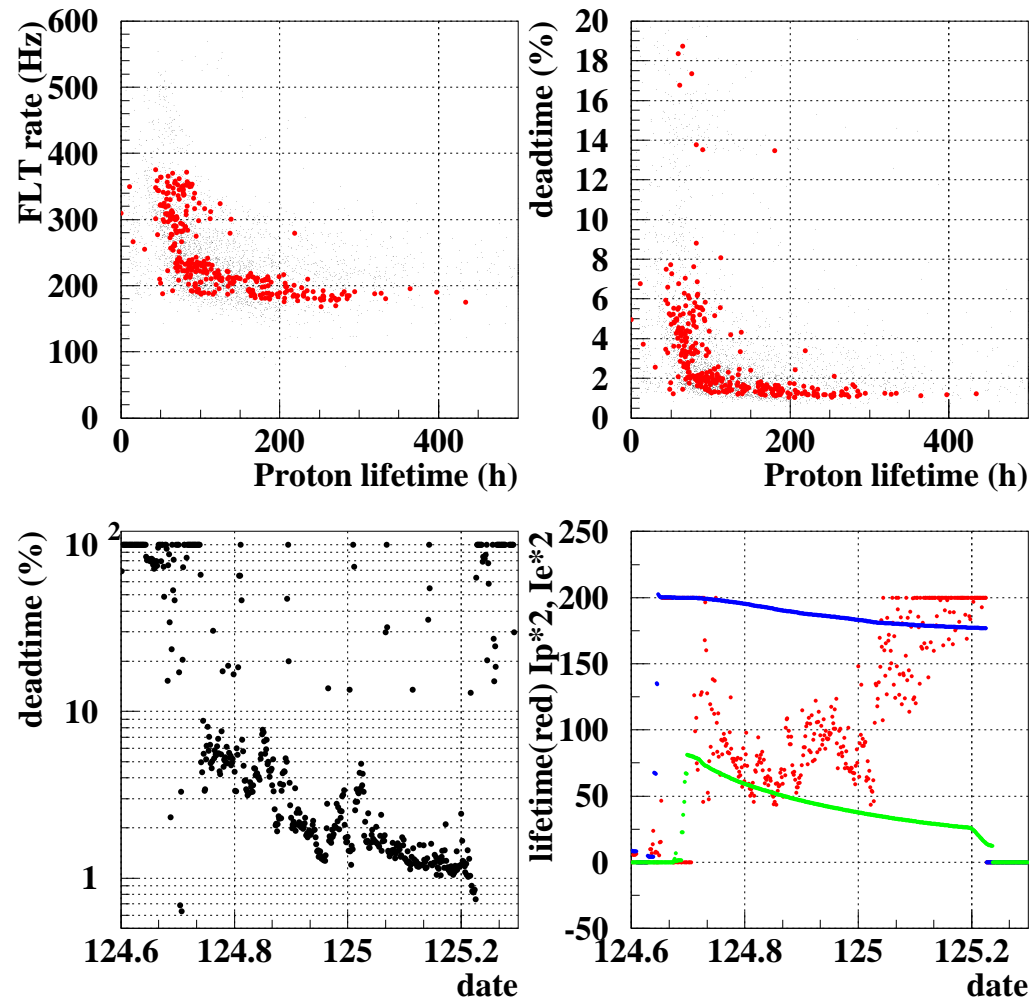 FLT rate (Hz)
600
500
400
300
200
100
0
0 200 400
Proton lifetime (h)
deadtime (%)
20
18
16
14
12
10
8
6
4
2
0
0 200 400
Proton lifetime (h)
deadtime (%)
10 2
10
1
124.6 124.8 125 125.2
date
lifetime(red) Ip*2, Ie*2
250
200
150
100
50
0
-50
124.6 124.8 125 125.2
date